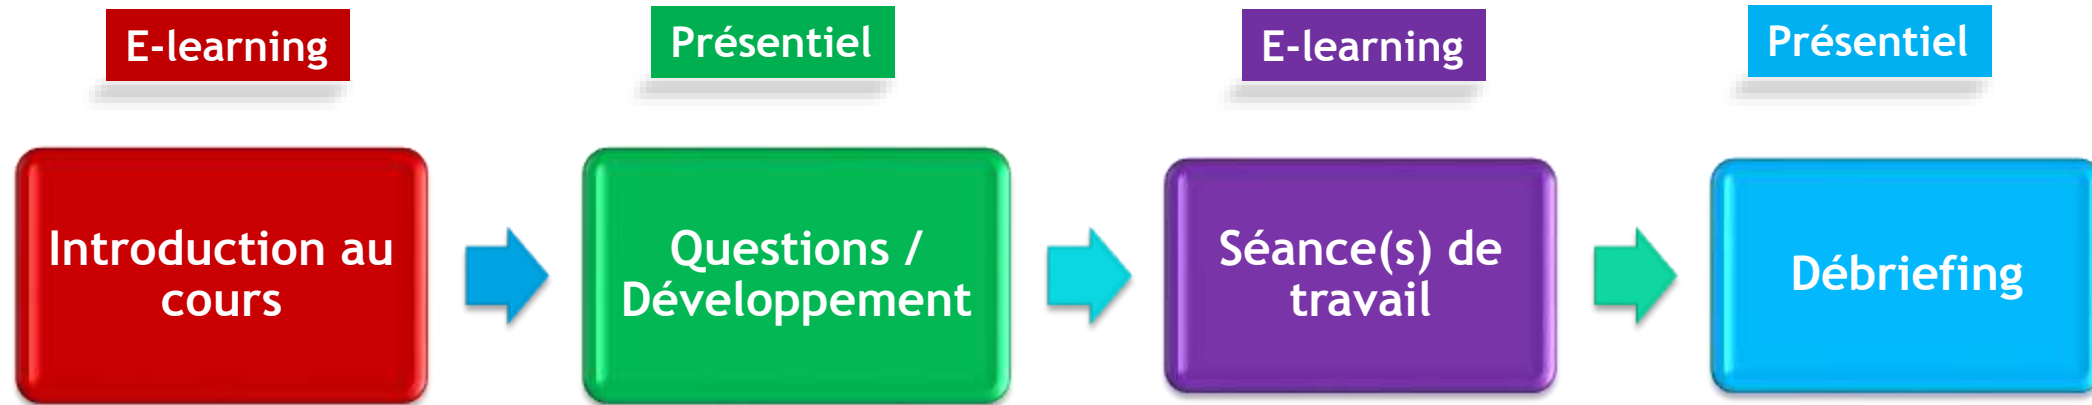 E-learning
Présentiel
E-learning
Présentiel
Introduction au
cours
Questions /
Développement
Séance(s) de
travail
Débriefing